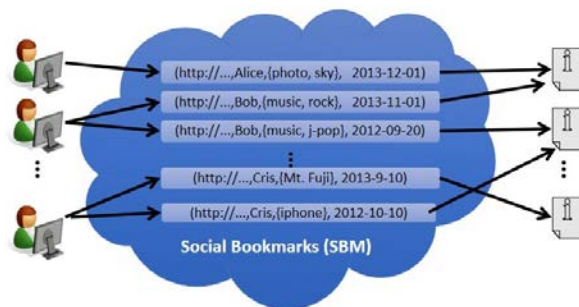 (http://...,Alice,{photo, sky}, 2013-12-01)
(http://...,Bob,{music, rock}, 2013-11-01)
(http://...,Bob,{music, j-pop}, 2012-09-20)
(http://...,Cris,{Mt. Fuji}, 2013-9-10)
(http://...,Cris,{iphone}, 2012-10-10)
Social Bookmarks (SBM)